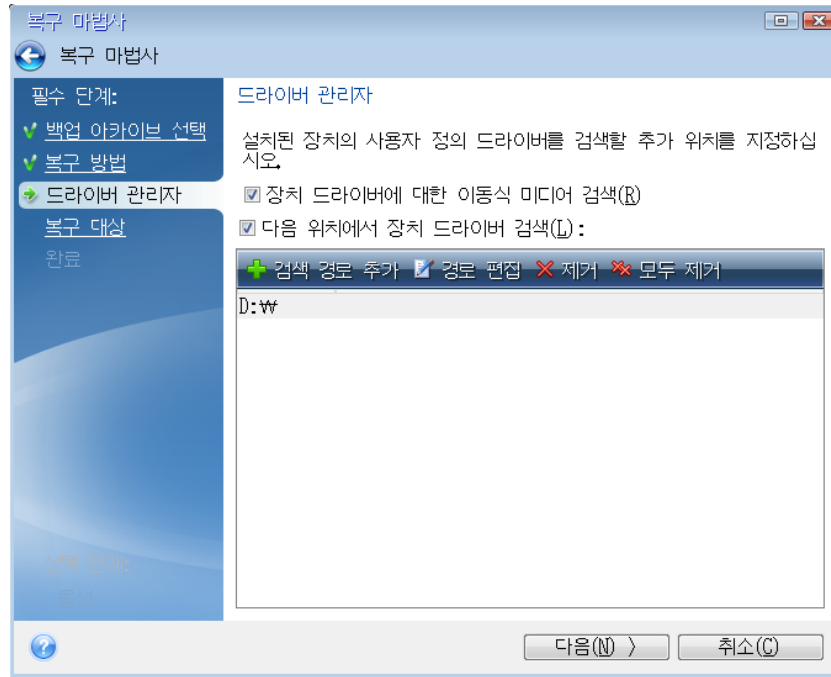 복구 마법사
복구 마법사
필수 단계:
백업 아카이브 선택
복구 방법
드라이버 관리자
복구 대상
완료
드라이버 관리자
설치된 장치의 사용자 정의 드라이버를 검색할 추가 위치를 지정하십
시오.
장치 드라이버에 대한 이동식 미디어 검색(R)
다음 위치에서 장치 드라이버 검색(L):
검색 경로 추가 경로 편집 제거 모두 제거
D:₩
다음(N) 〉 취소(C)